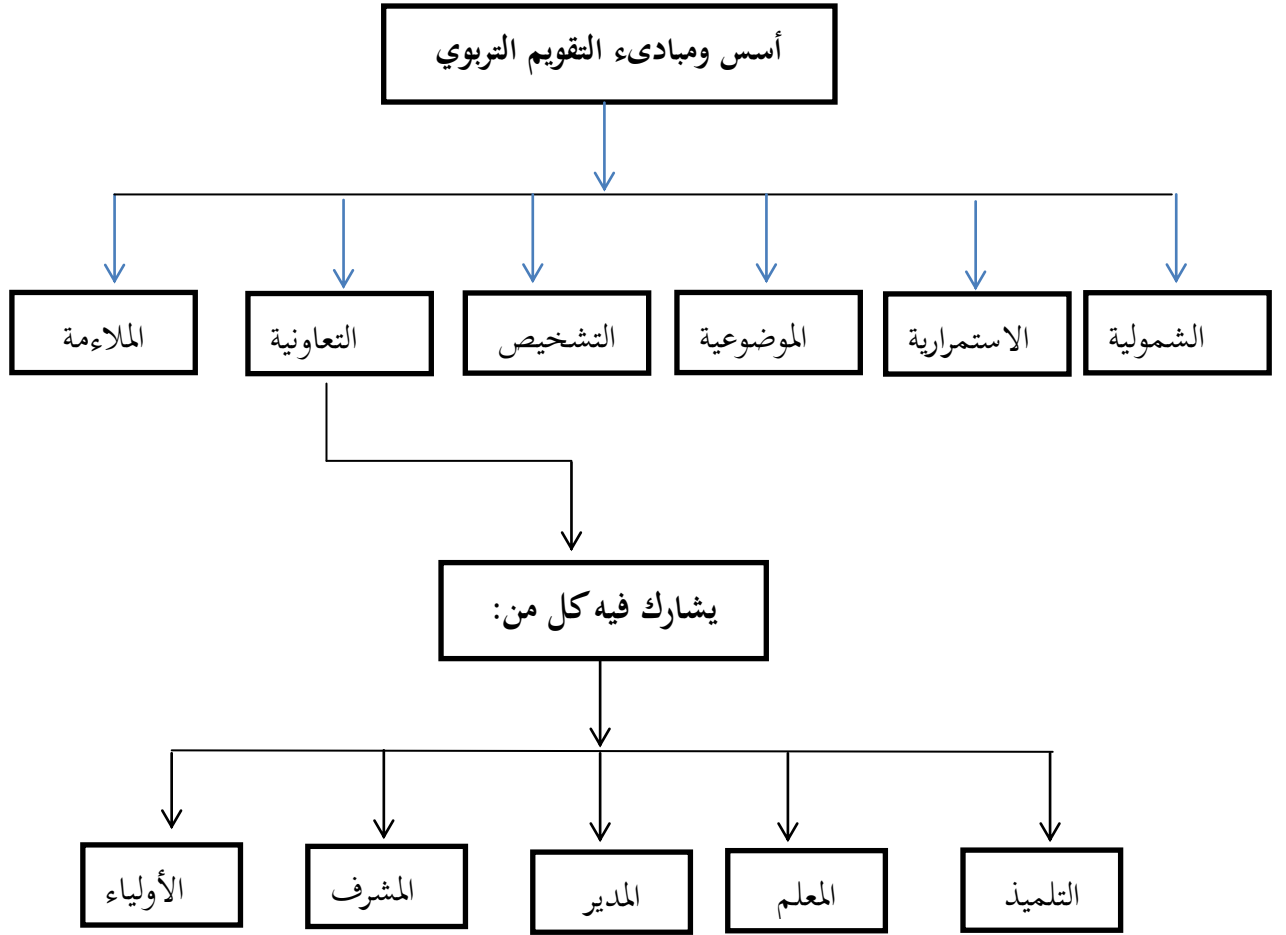 أسس ومبادىء التقويم التربوي
الشمولية
الاستمرارية
الموضوعية
التشخيص
التعاونية
الملاءمة
يشارك فيه كل من:
التلميذ
المعلم
المدير
المشرف
الأولياء